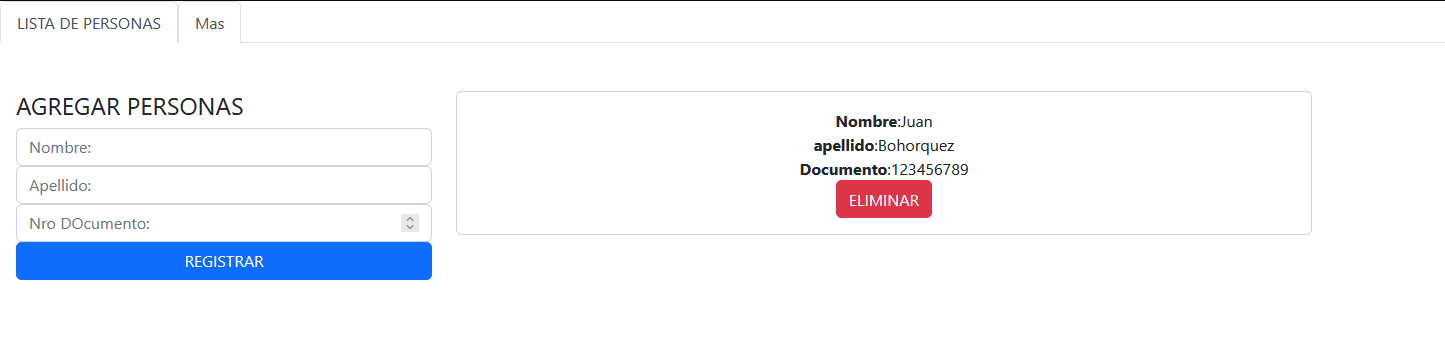 LISTA DE PERSONAS
Mas
AGREGAR PERSONAS
Nombre:
Apellido:
Nro DOcumento:
REGISTRAR
Nombre:Juan
apellido:Bohorquez
Documento:123456789
ELIMINAR